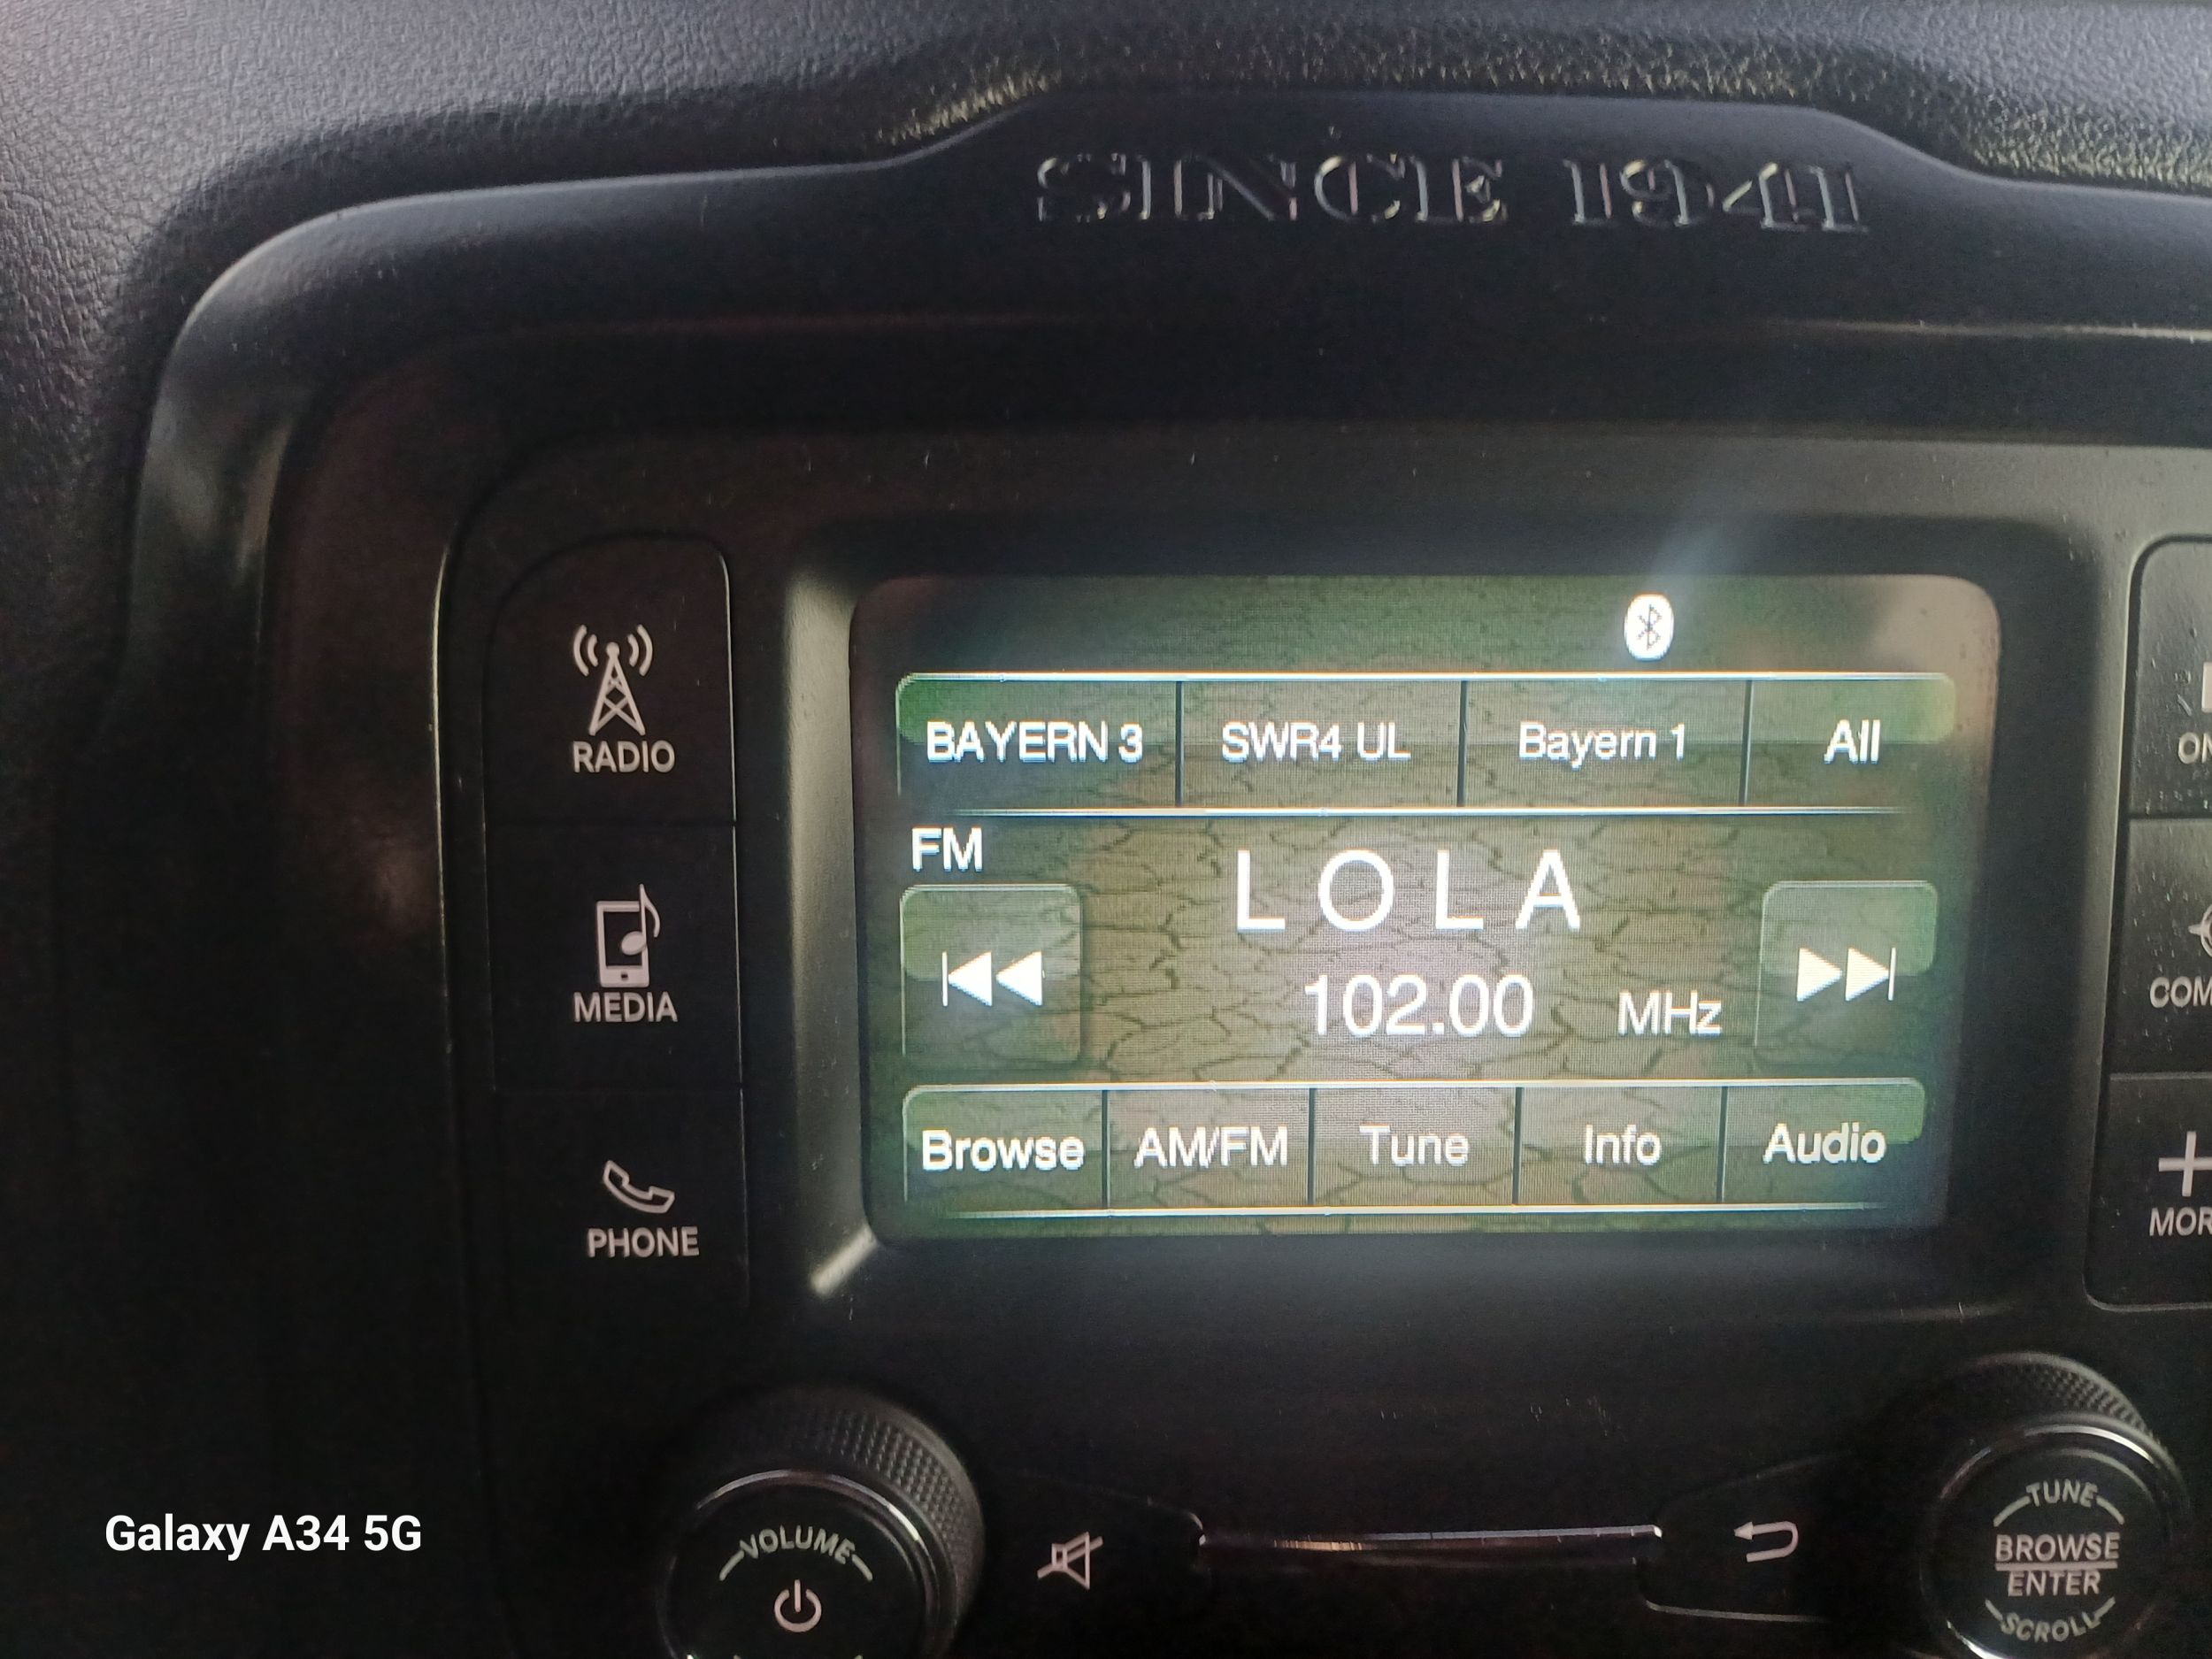 SINCE 1941
RADIO
MEDIA
PHONE
BAYERN 3 SWR4 UL Bayern 1 All
FM
LOLA
102.00 MHz
Browse AM/FM Tune Info Audio
VOLUME
TUNE
BROWSE
ENTER
SCROLL
Galaxy A34 5G